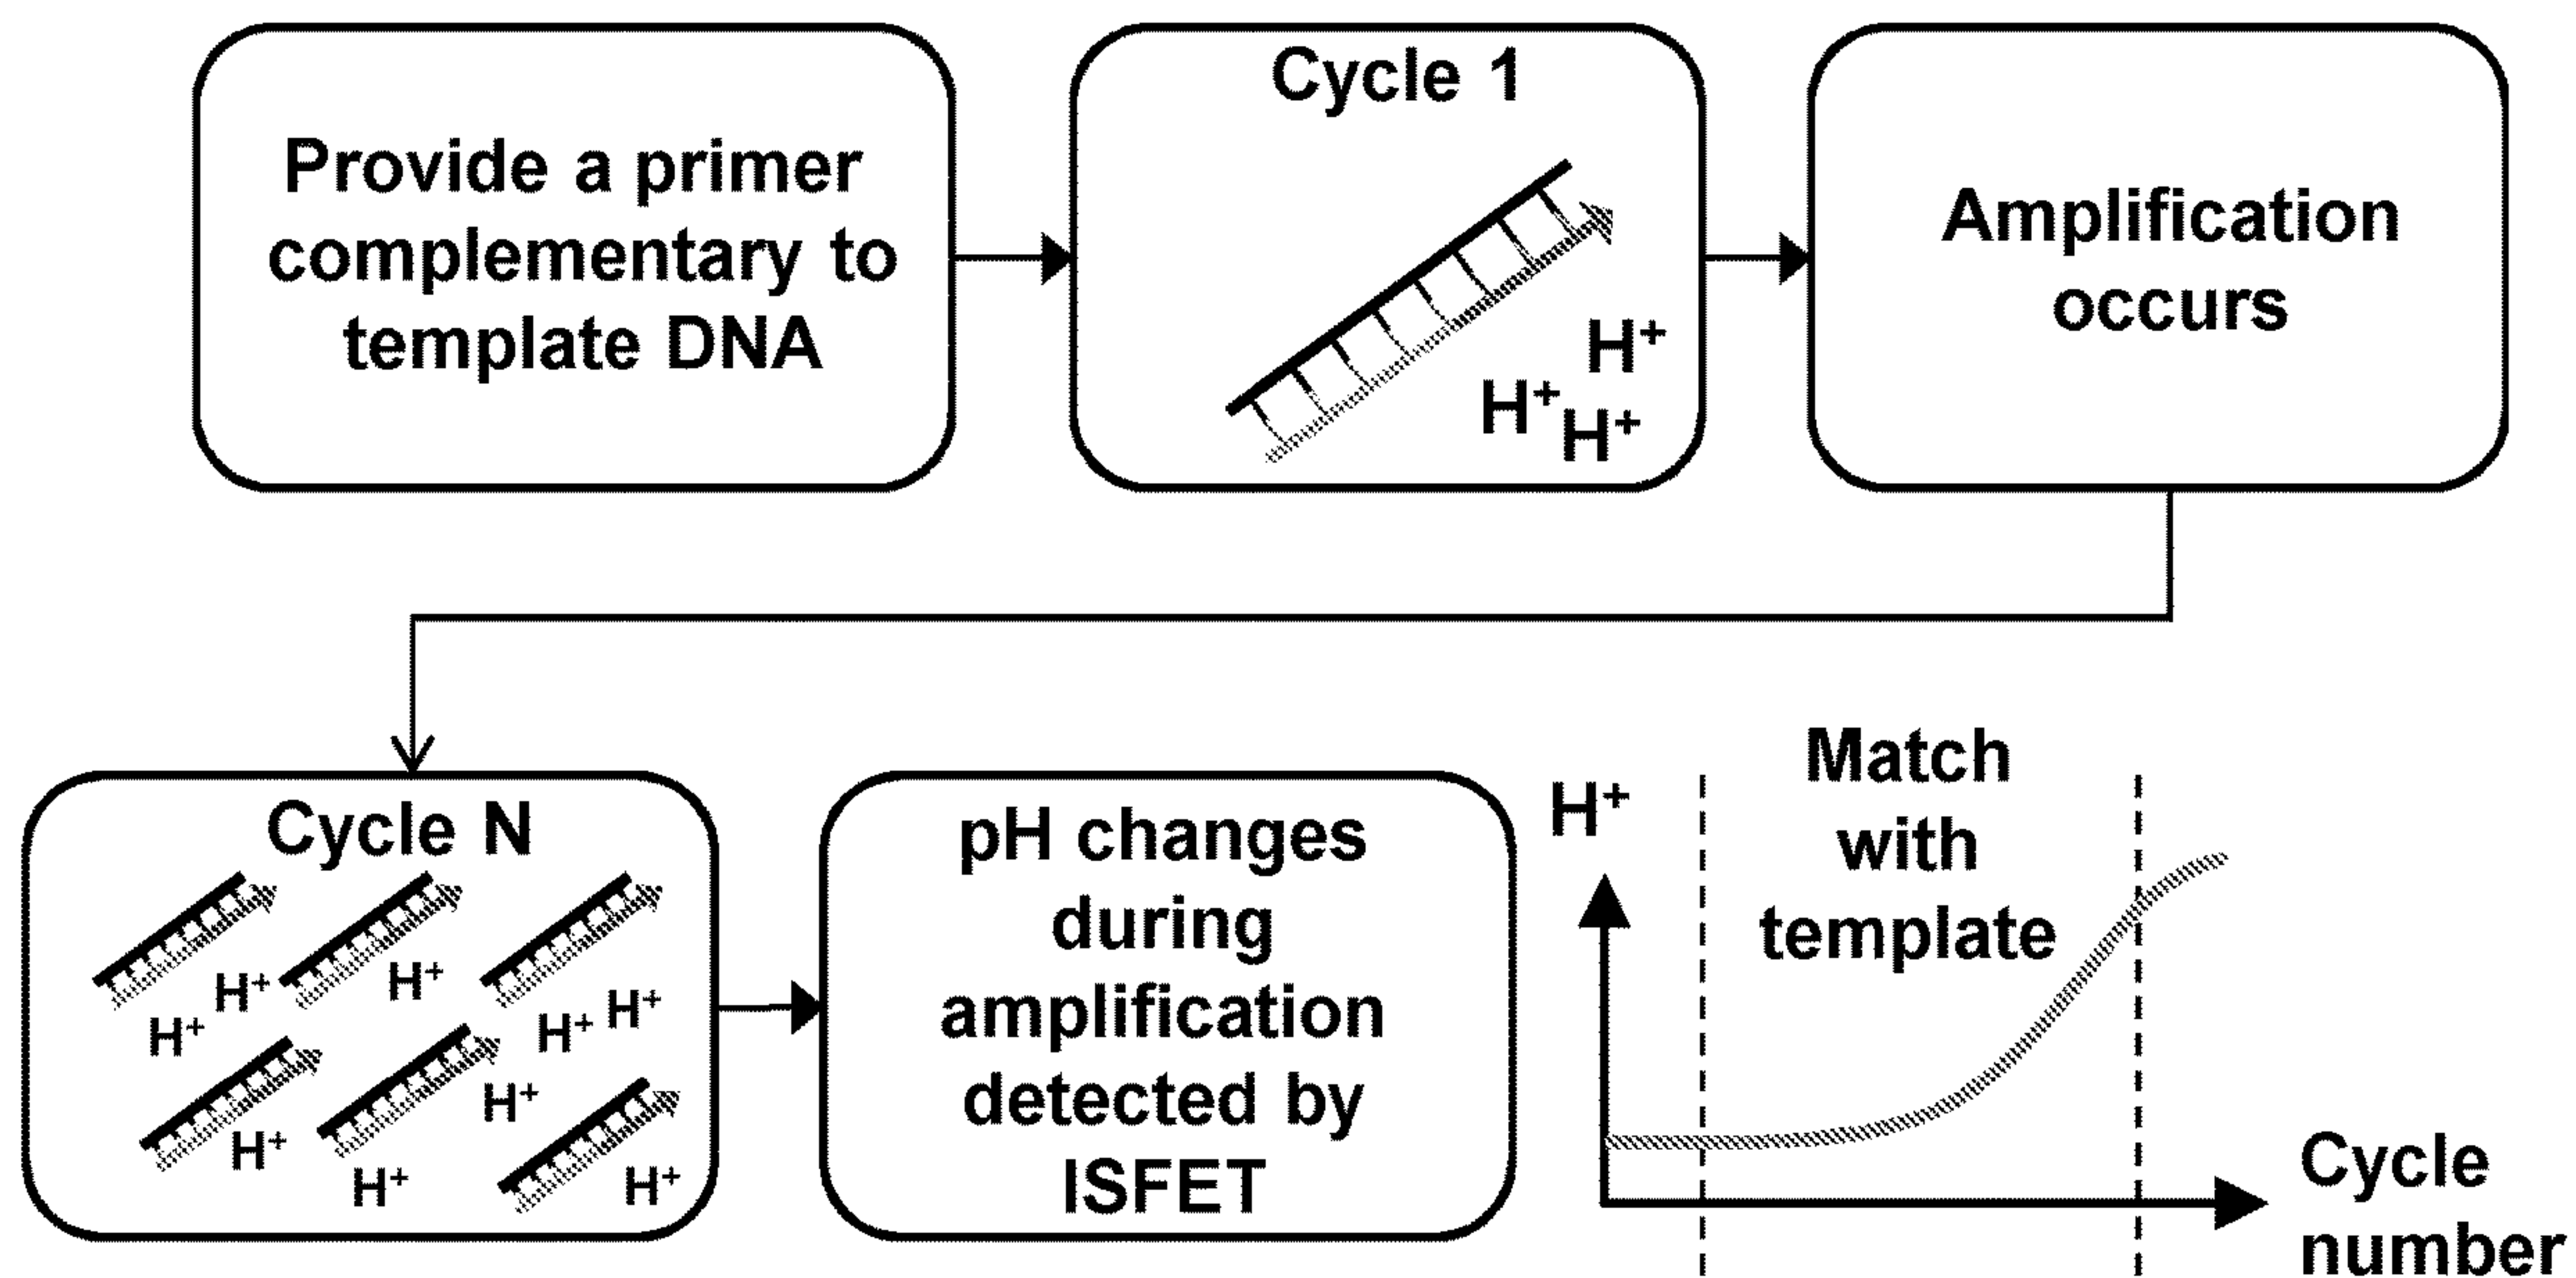 Provide a primer
complementary to
template DNA
Cycle 1
H+
H+
H+
Amplification
occurs
Cycle N
H+
H+
H+
H+
H+
H+
H+
H+
H+
pH changes
during
amplification
detected by
ISFET
H+
Match
with
template
Cycle
number